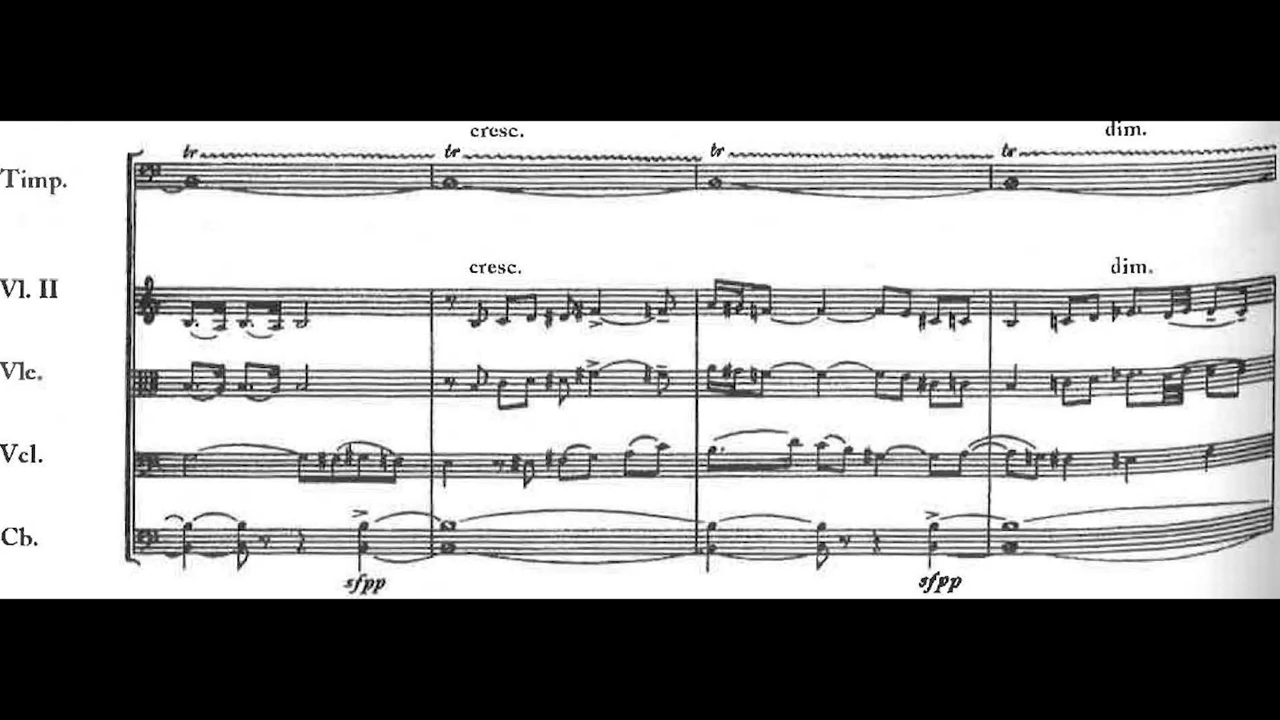 cresc.
dim.
tr
tr
tr
tr
Timp.
cresc.
dim.
Vl. II
Vle.
Vcl.
Cb.
sfpp
sfpp